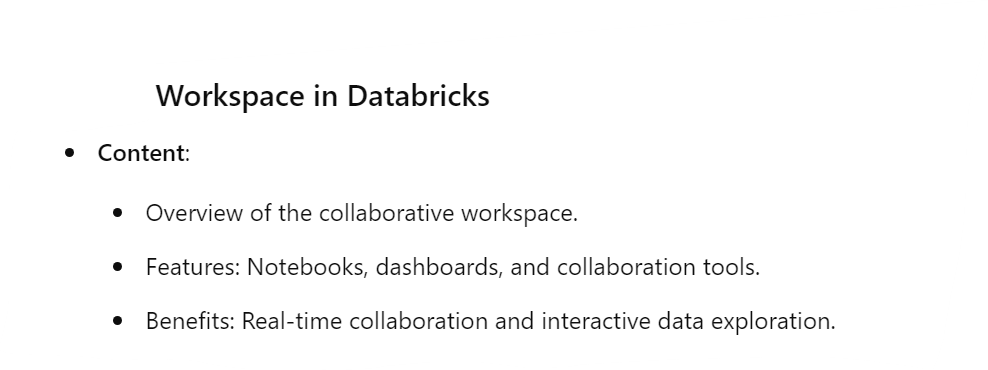 Workspace in Databricks
• Content:
• Overview of the collaborative workspace.
• Features: Notebooks, dashboards, and collaboration tools.
• Benefits: Real-time collaboration and interactive data exploration.